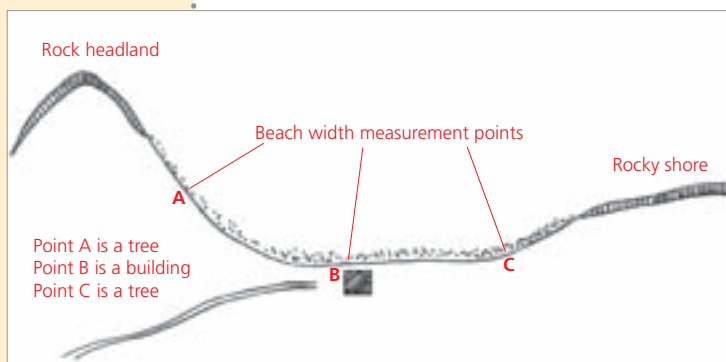 Rock headland
Beach width measurement points
Rocky shore
A
Point A is a tree
Point B is a building
Point C is a tree
B
C